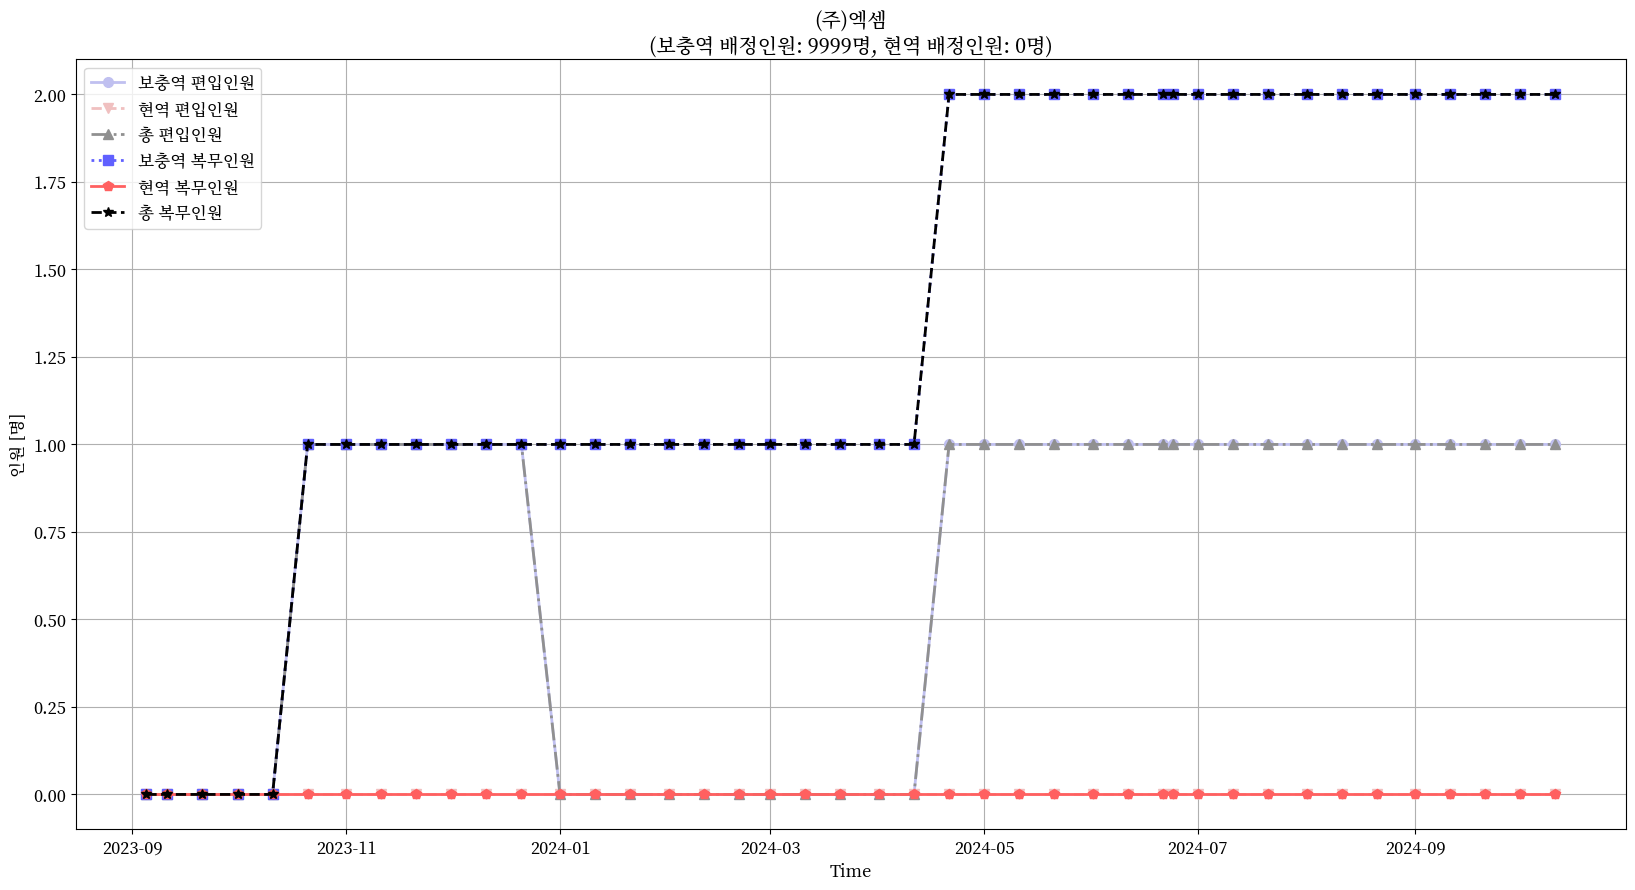 (주)엑셈
(보충역 배정인원: 9999명, 현역 배정인원: 0명)
보충역 편입인원
현역 편입인원
총 편입인원
보충역 복무인원
현역 복무인원
총 복무인원
2.00
1.75
1.50
1.25
1.00
0.75
0.50
0.25
0.00
인원 [명]
2023-09
2023-11
2024-01
2024-03
2024-05
2024-07
2024-09
Time